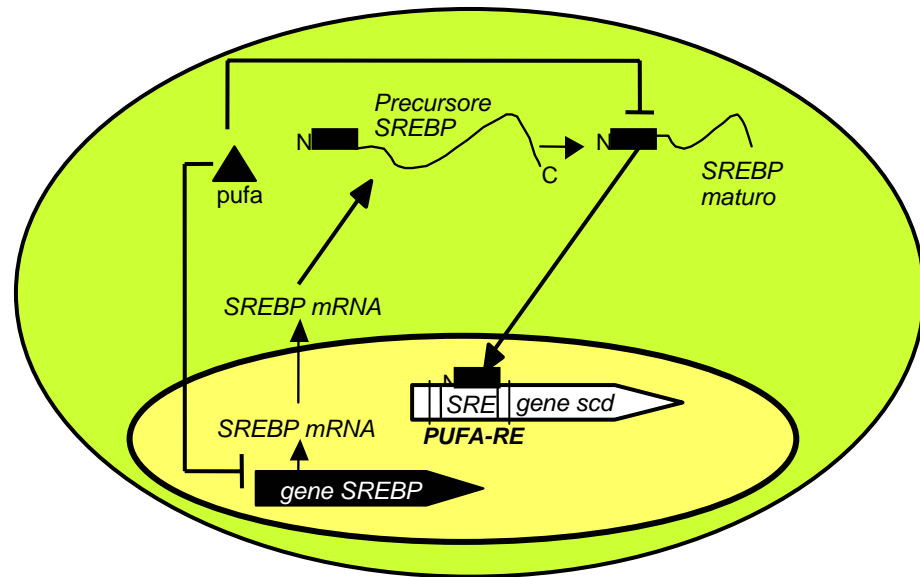 Precursore
SREBP
N
C
N
SREBP
maturo
pufa
SREBP mRNA
N
SRE
gene scd
PUFA-RE
SREBP mRNA
gene SREBP